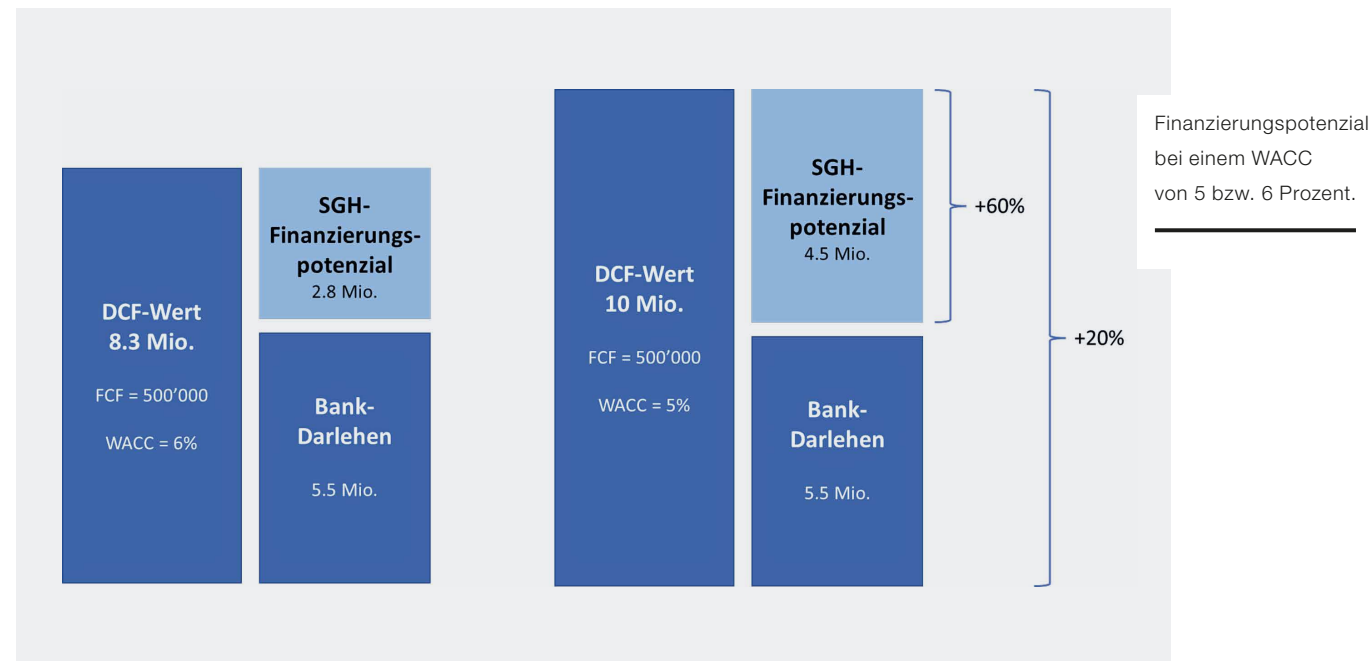 DCF-Wert
8.3 Mio.
FCF = 500’000
WACC = 6%
SGH-
Finanzierungs-
potenzial
2.8 Mio.
Bank-
Darlehen
5.5 Mio.
DCF-Wert
10 Mio.
FCF = 500’000
WACC = 5%
SGH-
Finanzierungs-
potenzial
4.5 Mio.
Bank-
Darlehen
5.5 Mio.
+60%
+20%
Finanzierungspotenzial
bei einem WACC
von 5 bzw. 6 Prozent.